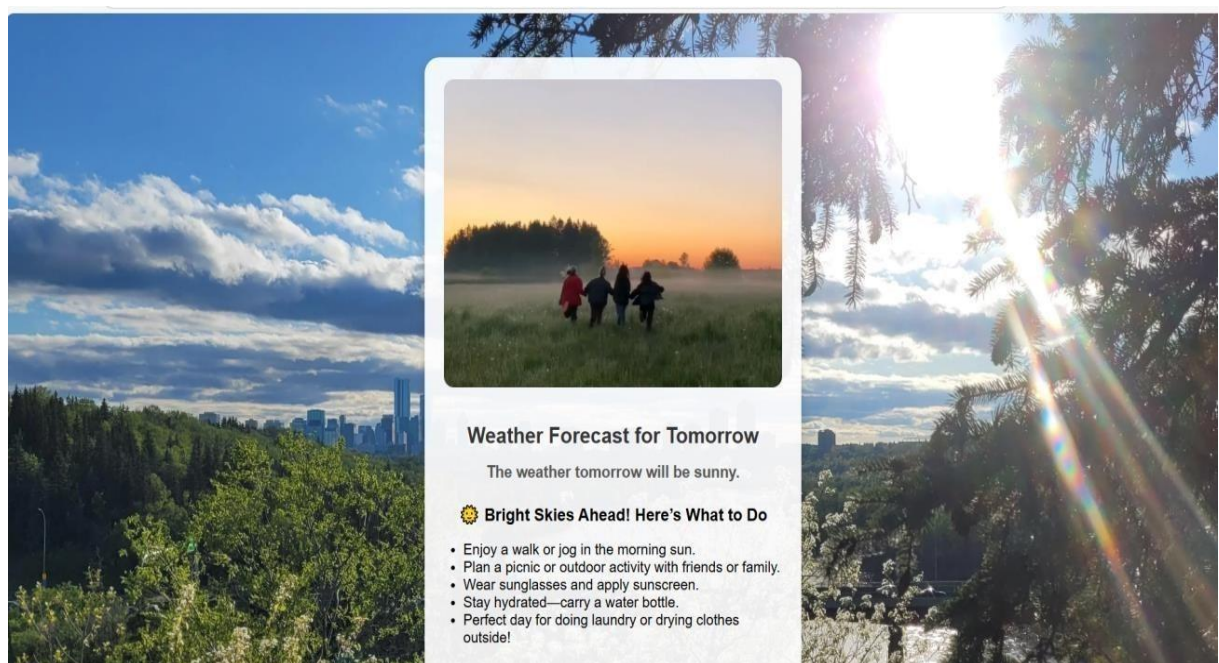 Weather Forecast for Tomorrow
The weather tomorrow will be sunny.
🌞 Bright Skies Ahead! Here's What to Do
• Enjoy a walk or jog in the morning sun.
• Plan a picnic or outdoor activity with friends or family.
• Wear sunglasses and apply sunscreen.
• Stay hydrated—carry a water bottle.
• Perfect day for doing laundry or drying clothes
outside!